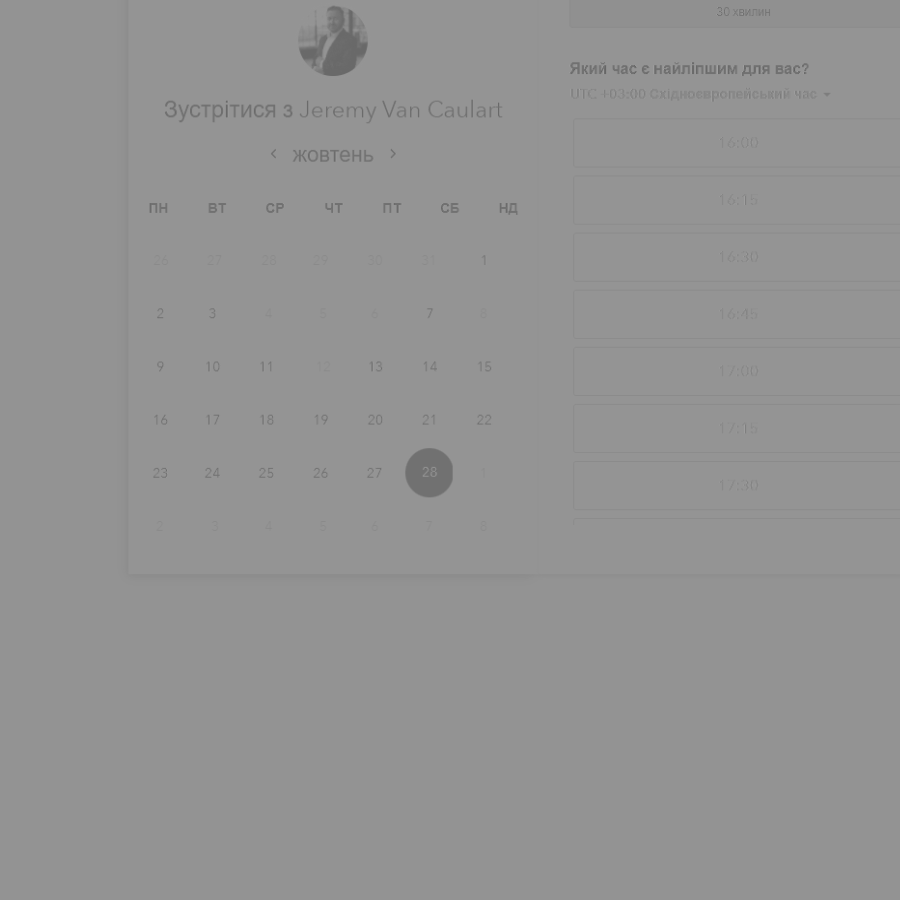 30 хвилин
Який час є найліпшим для вас?
UTC +03:00 Східноєвропейський час
Зустрітися з Jeremy Van Caulart
жовтень
ПН ВТ СР ЧТ ПТ СБ НД
26 27 28 29 30 31 1
2 3 4 5 6 7 8
9 10 11 12 13 14 15
16 17 18 19 20 21 22
23 24 25 26 27 28 1
2 3 4 5 6 7 8
16:00
16:15
16:30
16:45
17:00
17:15
17:30